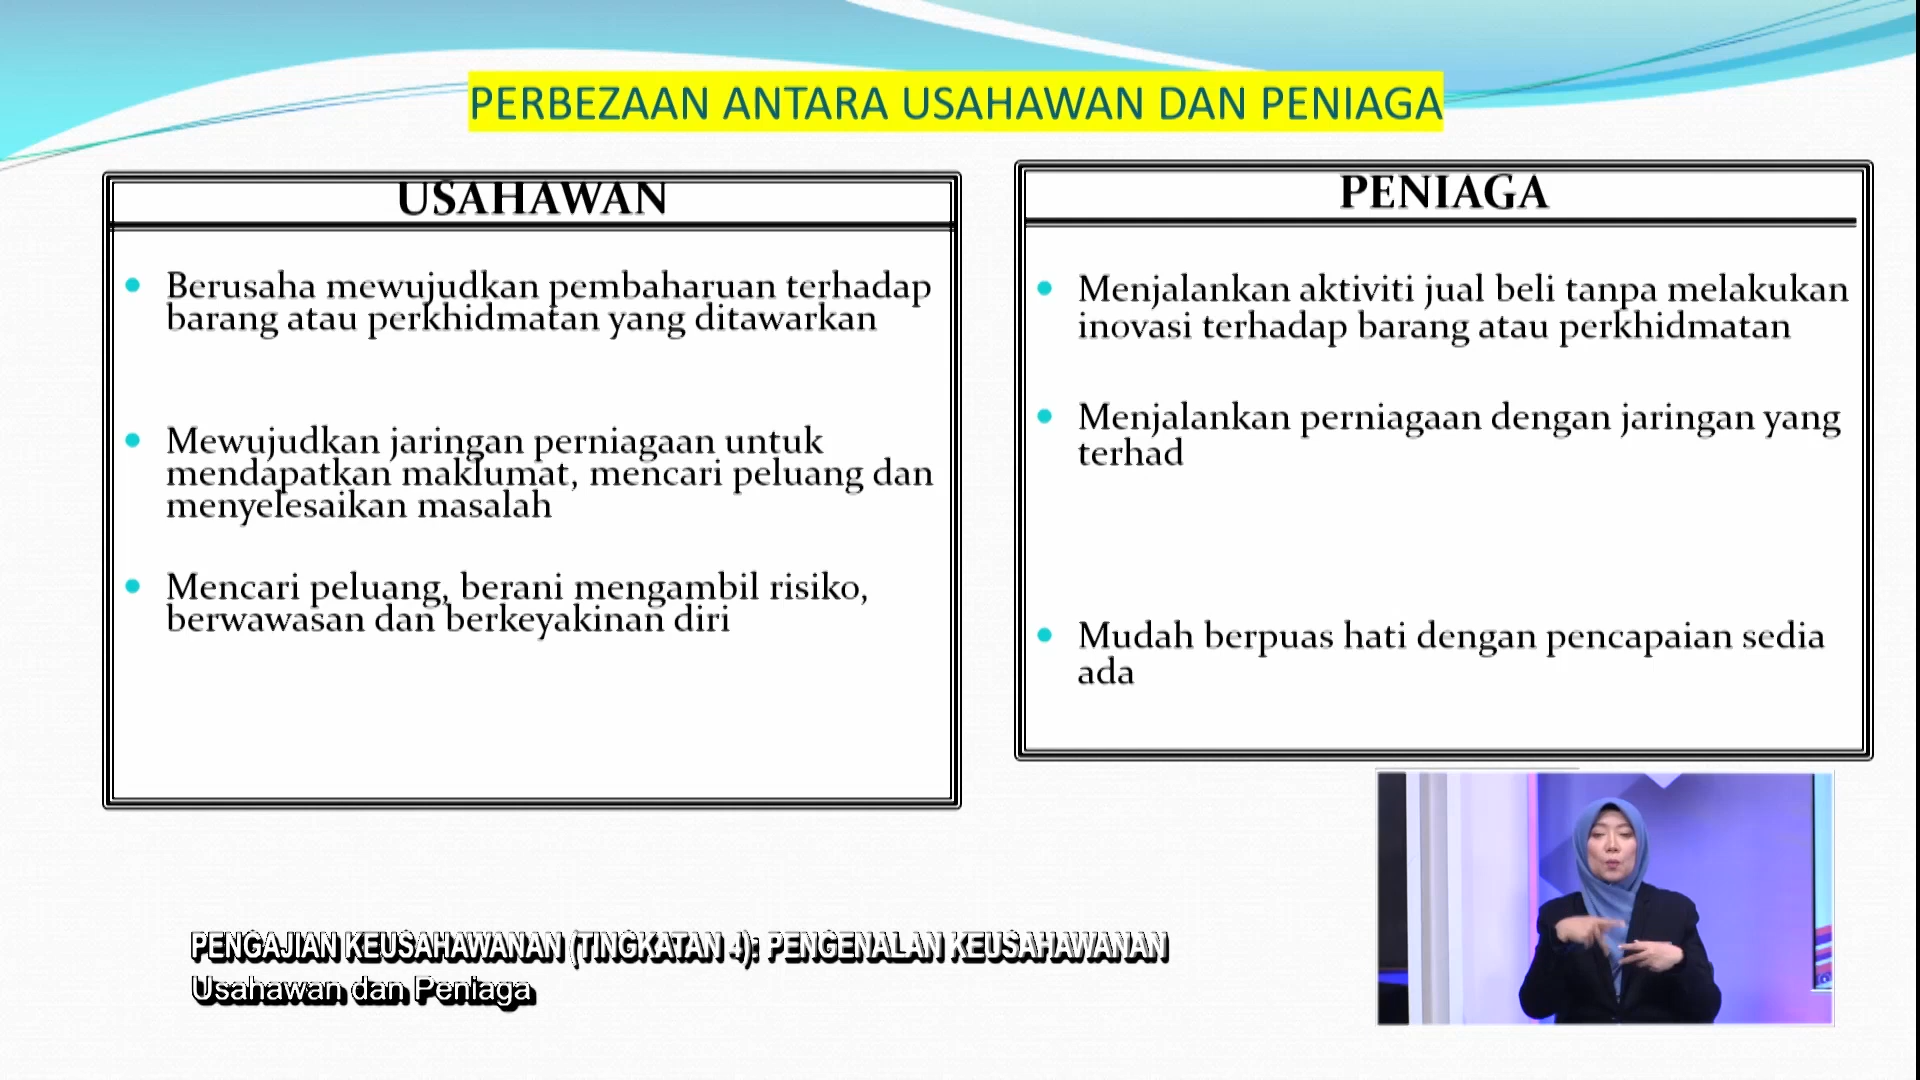 PERBEZAAN ANTARA USAHAWAN DAN PENIAGA
USAHAWAN
Berusaha mewujudkan pembaharuan terhadap
barang atau perkhidmatan yang ditawarkan
Mewujudkan jaringan perniagaan untuk
mendapatkan maklumat, mencari peluang dan
menyelesaikan masalah
Mencari peluang, berani mengambil risiko,
berwawasan dan berkeyakinan diri
PENIAGA
Menjalankan aktiviti jual beli tanpa melakukan
inovasi terhadap barang atau perkhidmatan
Menjalankan perniagaan dengan jaringan yang
terhad
Mudah berpuas hati dengan pencapaian sedia
ada
PENGAJIAN KEUSAHAWANAN (TINGKATAN 4): PENGENALAN KEUSAHAWANAN
Usahawan dan Peniaga